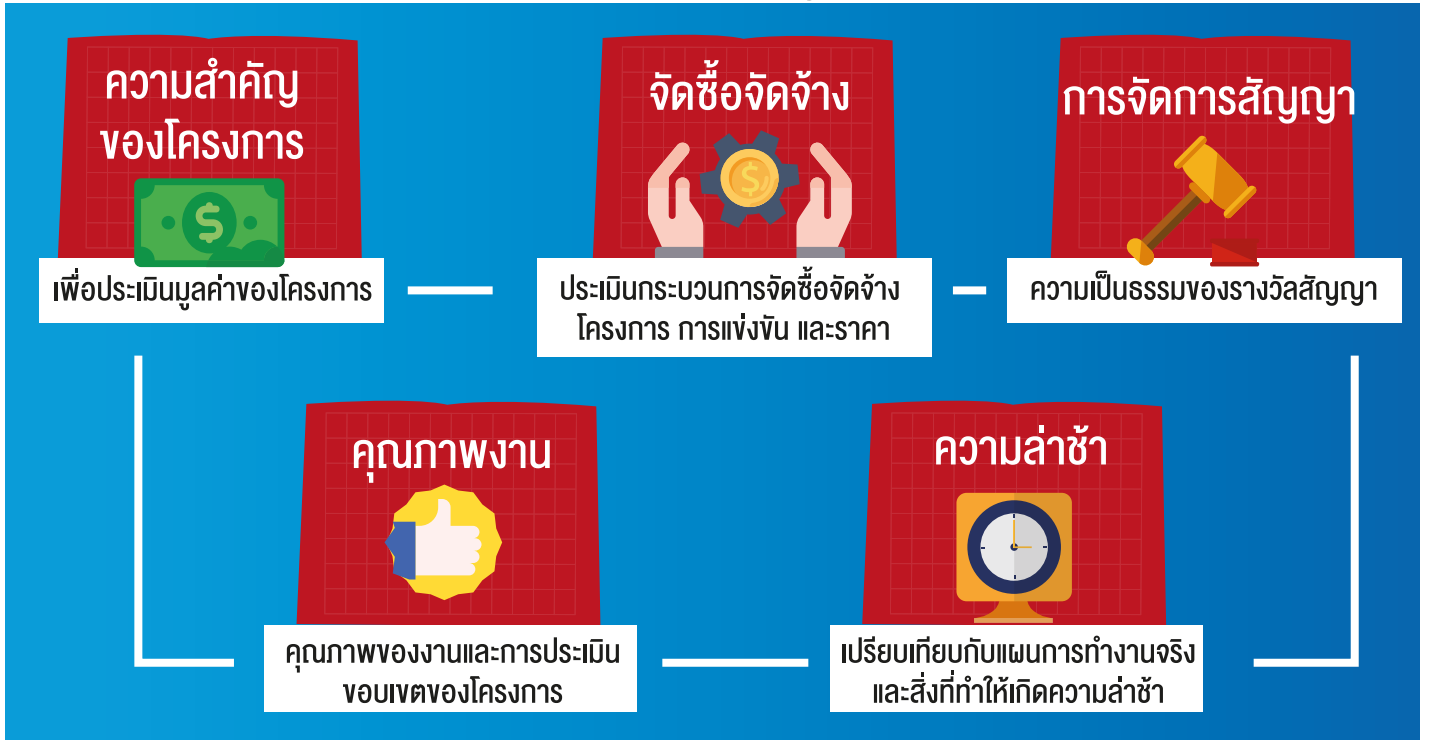 ความสำคัญ
ของโครงการ
เพื่อประเมินมูลค่าของโครงการ
จัดซื้อจัดจ้าง
ประเมินกระบวนการจัดซื้อจัดจ้าง
โครงการ การแข่งขัน และราคา
การจัดการสัญญา
ความเป็นธรรมของรางวัลสัญญา
คุณภาพงาน
คุณภาพของงานและการประเมิน
ขอบเขตของโครงการ
ความล่าช้า
เปรียบเทียบกับแผนการทำงานจริง
และสิ่งที่ทำให้เกิดความล่าช้า